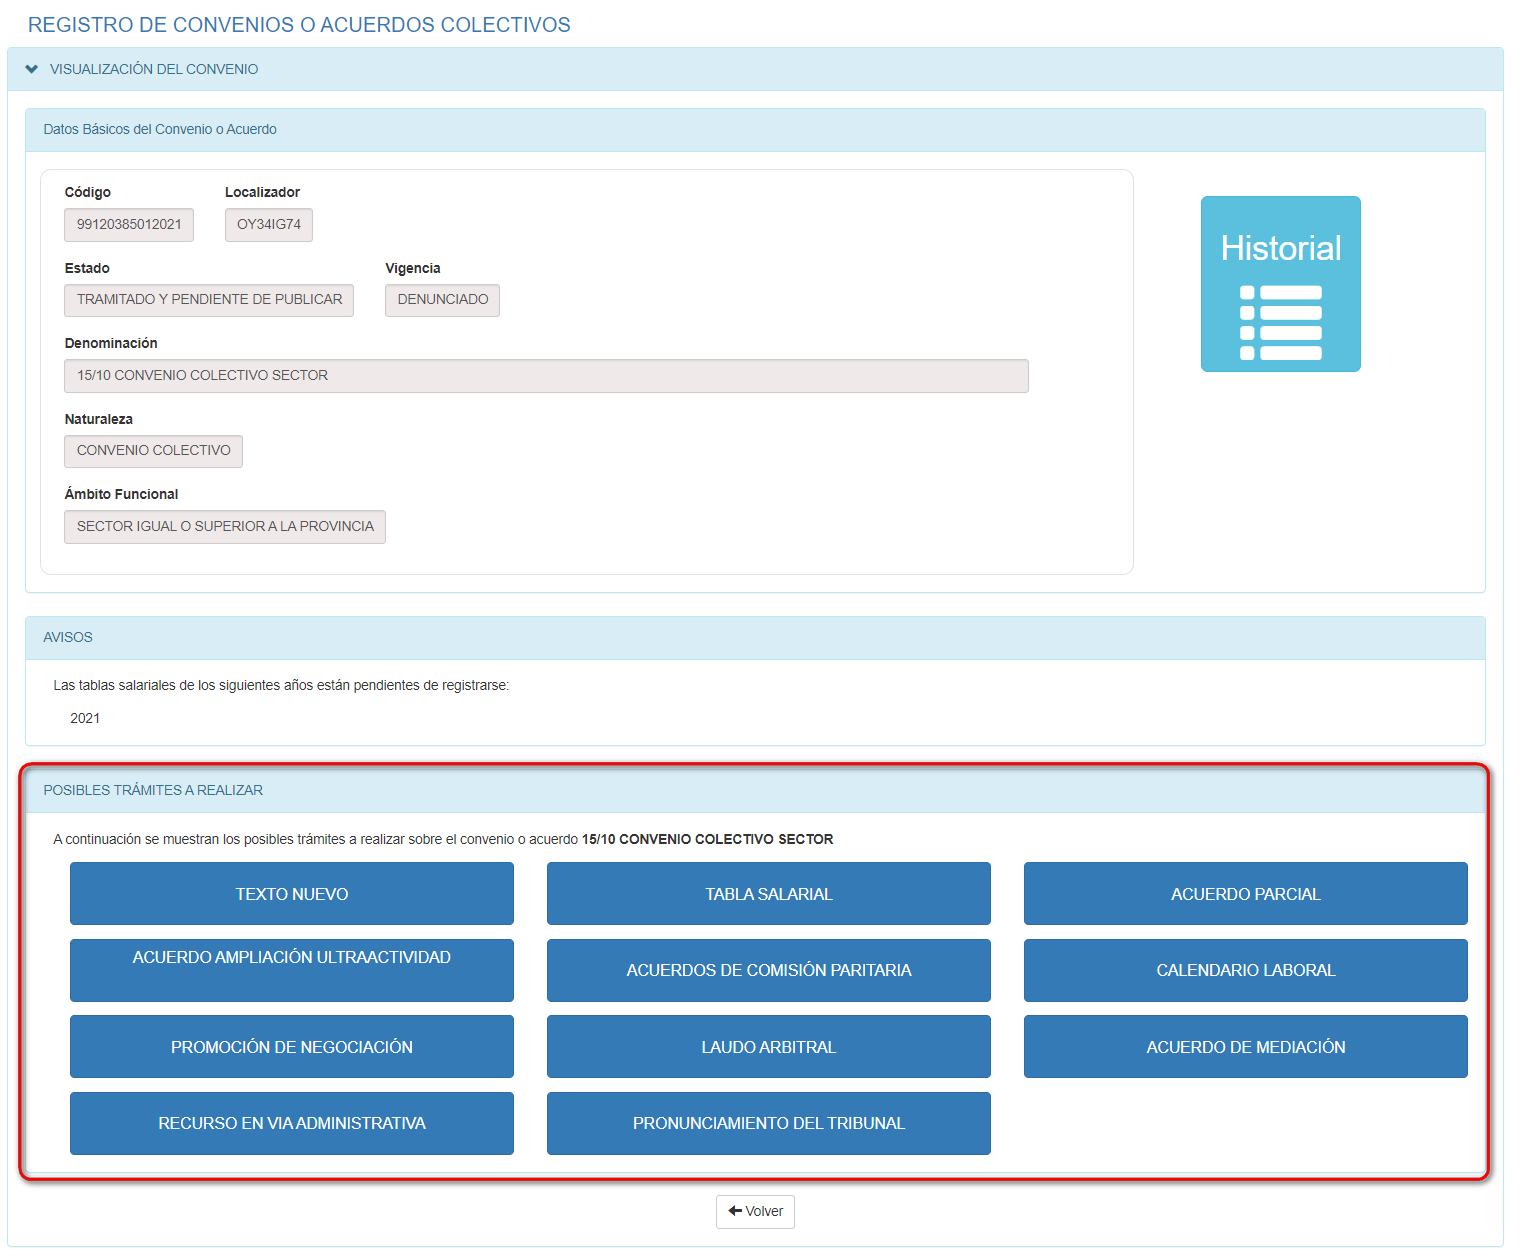 REGISTRO DE CONVENIOS O ACUERDOS COLECTIVOS
VISUALIZACIÓN DEL CONVENIO
Datos Básicos del Convenio o Acuerdo
Código Localizador
99120385012021 OY34IG74
Estado Vigencia
TRAMITADO Y PENDIENTE DE PUBLICAR DENUNCIADO
Denominación
15/10 CONVENIO COLECTIVO SECTOR
Naturaleza
CONVENIO COLECTIVO
Ámbito Funcional
SECTOR IGUAL O SUPERIOR A LA PROVINCIA
Historial
AVISOS
Las tablas salariales de los siguientes años están pendientes de registrarse:
2021
POSIBLES TRÁMITES A REALIZAR
A continuación se muestran los posibles trámites a realizar sobre el convenio o acuerdo 15/10 CONVENIO COLECTIVO SECTOR
TEXTO NUEVO TABLA SALARIAL ACUERDO PARCIAL
ACUERDO AMPLIACIÓN ULTRAACTIVIDAD ACUERDOS DE COMISIÓN PARITARIA CALENDARIO LABORAL
PROMOCIÓN DE NEGOCIACIÓN LAUDO ARBITRAL ACUERDO DE MEDIACIÓN
RECURSO EN VIA ADMINISTRATIVA PRONUNCIAMIENTO DEL TRIBUNAL
Volver